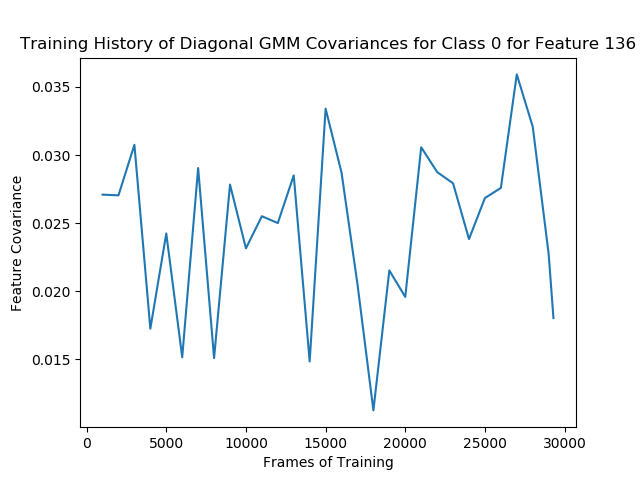 Training History of Diagonal GMM Covariances for Class 0 for Feature 136
0.035
0.030
0.025
0.020
0.015
Feature Covariance
0 5000 10000 15000 20000 25000 30000
Frames of Training